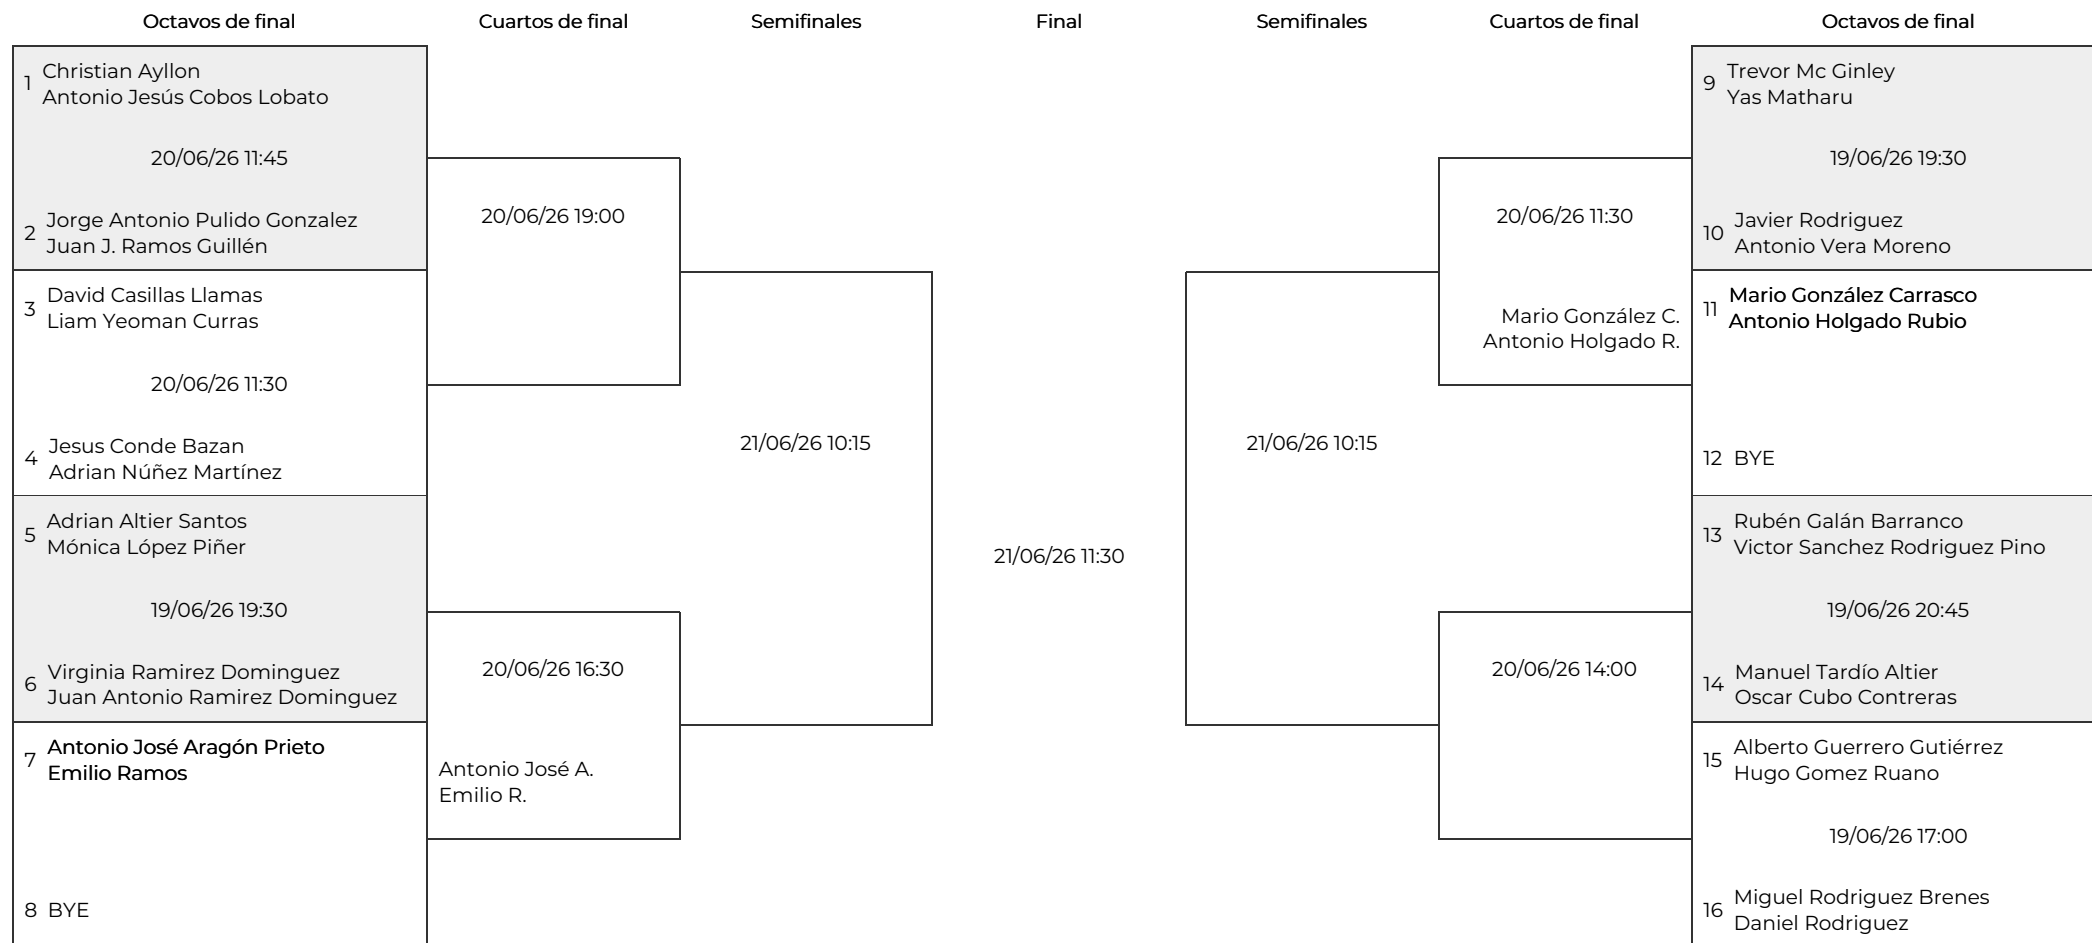 Octavos de final
Cuartos de final
Semifinales
Final
Semifinales
Cuartos de final
Octavos de final
1
Christian Ayllon
Antonio Jesús Cobos Lobato
20/06/26 11:45
2
Jorge Antonio Pulido Gonzalez
Juan J. Ramos Guillén
3
David Casillas Llamas
Liam Yeoman Curras
20/06/26 11:30
4
Jesus Conde Bazan
Adrian Núñez Martínez
5
Adrian Altier Santos
Mónica López Piñer
19/06/26 19:30
6
Virginia Ramirez Dominguez
Juan Antonio Ramirez Dominguez
7
Antonio José Aragón Prieto
Emilio Ramos
8 BYE
20/06/26 19:00
20/06/26 16:30
Antonio José A.
Emilio R.
21/06/26 10:15
21/06/26 11:30
21/06/26 10:15
20/06/26 11:30
Mario González C.
Antonio Holgado R.
20/06/26 14:00
9
Trevor Mc Ginley
Yas Matharu
19/06/26 19:30
10
Javier Rodriguez
Antonio Vera Moreno
11
Mario González Carrasco
Antonio Holgado Rubio
12 BYE
13
Rubén Galán Barranco
Victor Sanchez Rodriguez Pino
19/06/26 20:45
14
Manuel Tardío Altier
Oscar Cubo Contreras
15
Alberto Guerrero Gutiérrez
Hugo Gomez Ruano
19/06/26 17:00
16
Miguel Rodriguez Brenes
Daniel Rodriguez